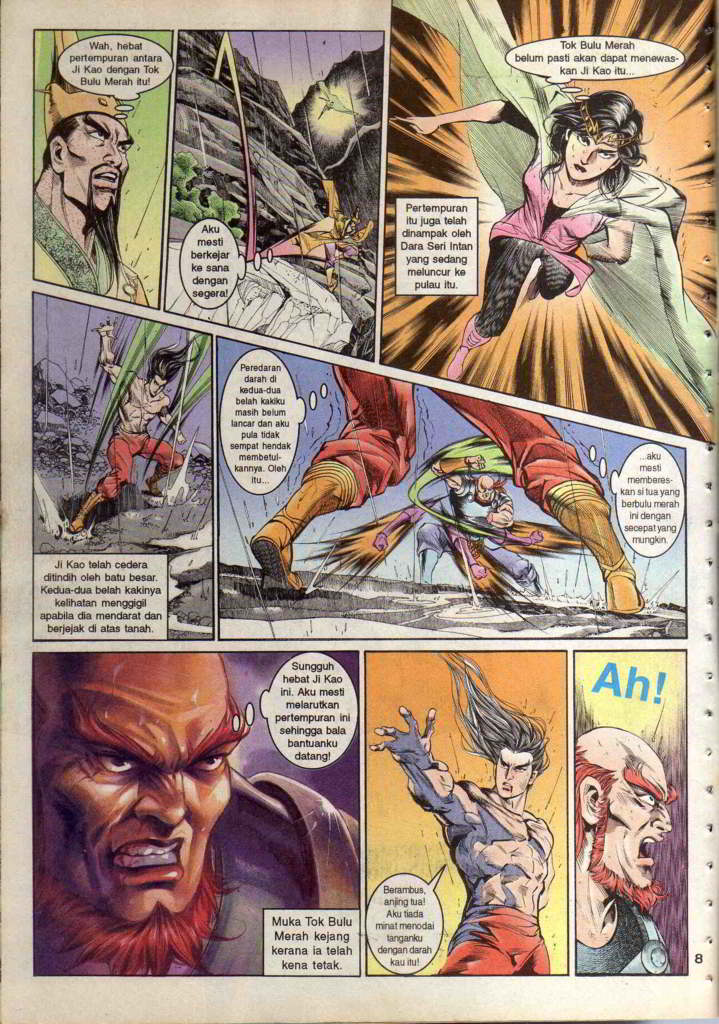 Wah, hebat
pertempuran antara
Ji Kao dengan Tok
Bulu Merah itu!
Aku
mesti
berkejar
ke sana
dengan
segera!
Tok Bulu Merah
belum pasti akan dapat menewas-
kan Ji Kao itu...
Pertempuran
itu juga telah
dinampak oleh
Dara Seri Intan
yang sedang
meluncur ke
pulau itu.
Ji Kao telah cedera
ditindih oleh batu besar.
Kedua-dua belah kakinya
kelihatan menggigil
apabila dia mendarat dan
berjejak di atas tanah.
Peredaran
darah di
kedua-dua
belah kakiku
masih belum
lancar dan aku
pula tidak
sempat hendak
membetul-
kannya. Oleh
itu...
...aku
mesti
memberes-
kan si tua yang
berbulu merah
ini dengan
secepat yang
mungkin.
Sungguh
hebat Ji Kao
ini. Aku mesti
melarutkan
pertempuran ini
sehingga bala
bantuanku
datang!
Muka Tok Bulu
Merah kejang
kerana ia telah
kena tetak.
Berambus,
anjing tua!
Aku tiada
minat menodai
tanganku
dengan darah
kau itu!
Ah!
8